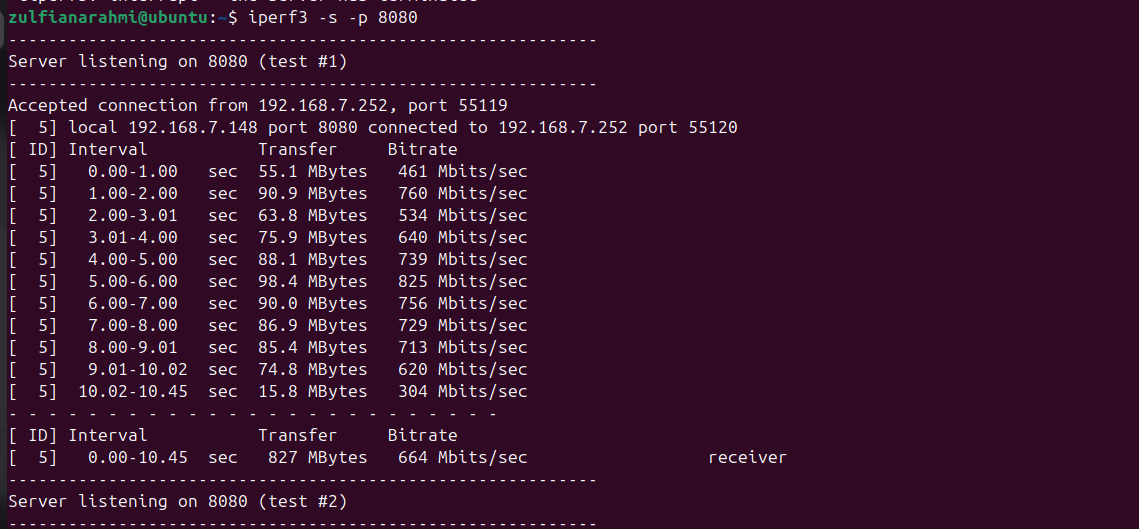 zulfianarahmi@ubuntu:~$ iperf3 -s -p 8080
-----------------------------------------------------------
Server listening on 8080 (test #1)
-----------------------------------------------------------
Accepted connection from 192.168.7.252, port 55119
[  5] local 192.168.7.148 port 8080 connected to 192.168.7.252 port 55120
[ ID] Interval           Transfer     Bitrate
[  5]   0.00-1.00   sec  55.1 MBytes   461 Mbits/sec
[  5]   1.00-2.00   sec  90.9 MBytes   760 Mbits/sec
[  5]   2.00-3.01   sec  63.8 MBytes   534 Mbits/sec
[  5]   3.01-4.00   sec  75.9 MBytes   640 Mbits/sec
[  5]   4.00-5.00   sec  88.1 MBytes   739 Mbits/sec
[  5]   5.00-6.00   sec  98.4 MBytes   825 Mbits/sec
[  5]   6.00-7.00   sec  90.0 MBytes   756 Mbits/sec
[  5]   7.00-8.00   sec  86.9 MBytes   729 Mbits/sec
[  5]   8.00-9.01   sec  85.4 MBytes   713 Mbits/sec
[  5]   9.01-10.02  sec  74.8 MBytes   620 Mbits/sec
[  5]  10.02-10.45  sec  15.8 MBytes   304 Mbits/sec
- - - - - - - - - - - - - - - - - - - - - - - - -
[ ID] Interval           Transfer     Bitrate
[  5]   0.00-10.45  sec   827 MBytes   664 Mbits/sec                  receiver
-----------------------------------------------------------
Server listening on 8080 (test #2)
-----------------------------------------------------------